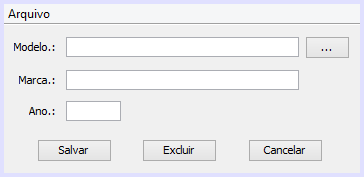 Arquivo
Modelo.: ...
Marca.:
Ano.:
Salvar Excluir Cancelar